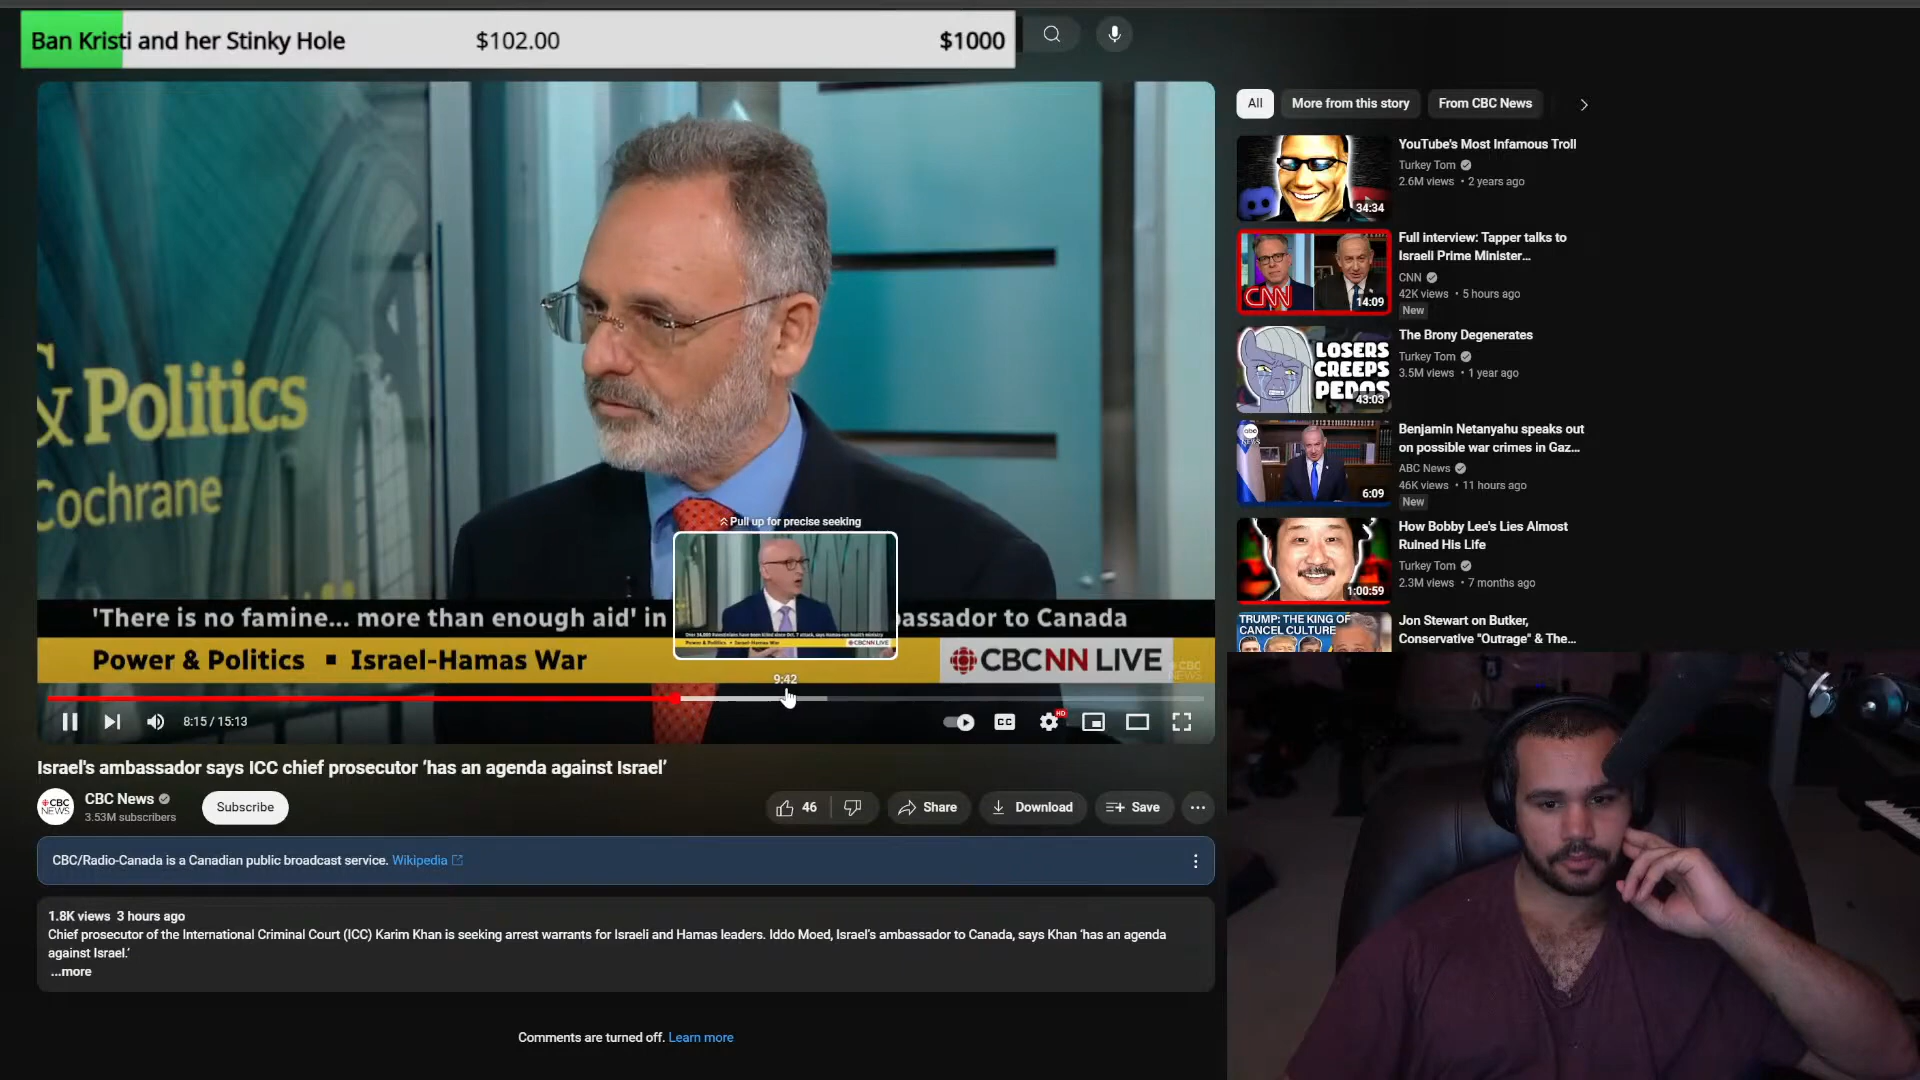 Ban Kristi and her Stinky Hole $102.00 $1000
& Politics
Cochrane
Pull up for precise seeking
'There is no famine... more than enough aid' in
bassador to Canada
Power & Politics ▪ Israel-Hamas War
CBCNN LIVE
CBC
NEWS
9:42
8:15 / 15:13
CC
HD
Israel's ambassador says ICC chief prosecutor ‘has an agenda against Israel’
CBC
NEWS
CBC News
3.53M subscribers
Subscribe
46
Share
Download
Save
CBC/Radio-Canada is a Canadian public broadcast service. Wikipedia
1.8K views 3 hours ago
Chief prosecutor of the International Criminal Court (ICC) Karim Khan is seeking arrest warrants for Israeli and Hamas leaders. Iddo Moed, Israel's ambassador to Canada, says Khan 'has an agenda
against Israel.'
...more
Comments are turned off. Learn more
All
More from this story
From CBC News
34:34
YouTube's Most Infamous Troll
Turkey Tom
2.6M views • 2 years ago
CNN
14:09
Full interview: Tapper talks to
Israeli Prime Minister...
CNN
42K views • 5 hours ago
New
LOSERS
CREEPS
PEDOS
43:03
The Brony Degenerates
Turkey Tom
3.5M views • 1 year ago
abc
NEWS
6:09
Benjamin Netanyahu speaks out
on possible war crimes in Gaz...
ABC News
46K views • 11 hours ago
New
1:00:59
How Bobby Lee's Lies Almost
Ruined His Life
Turkey Tom
2.3M views • 7 months ago
TRUMP: THE KING OF
CANCEL CULTURE
Jon Stewart on Butker,
Conservative "Outrage" & The...